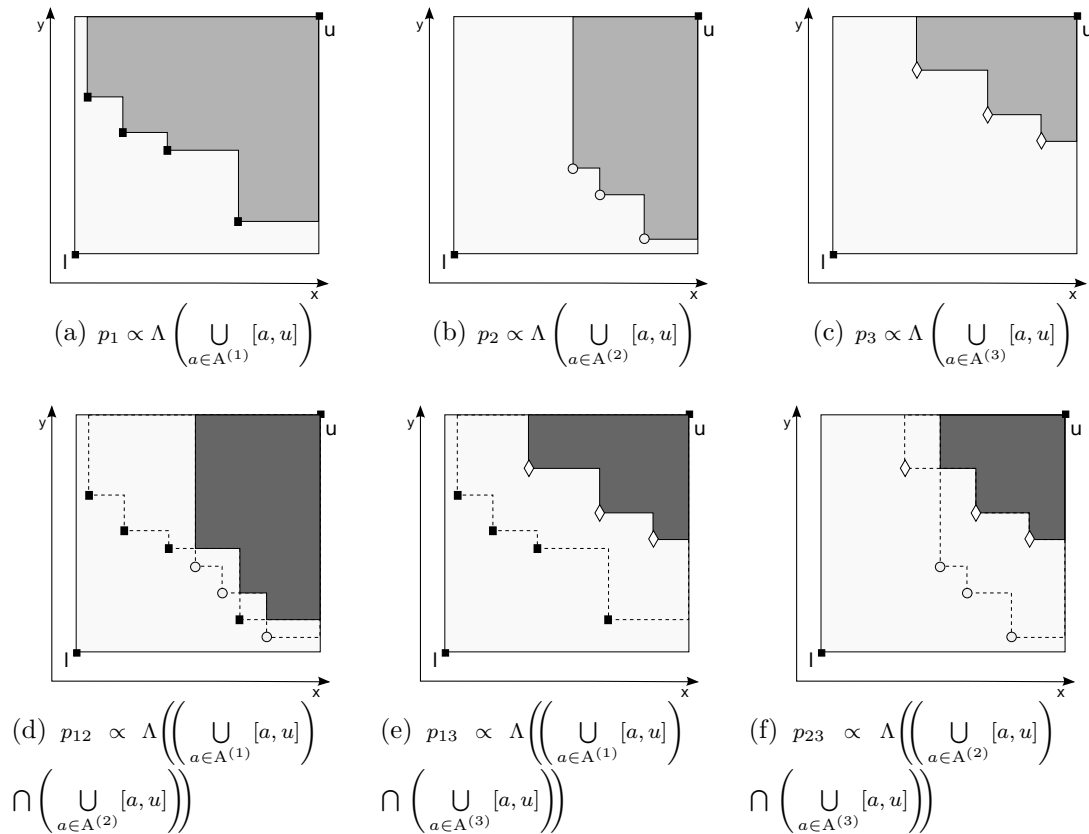 y
u
l
x
(a) p₁ ∝ Λ ( ⋃_{a∈A⁽¹⁾} [a, u] )
y
u
l
x
(b) p₂ ∝ Λ ( ⋃_{a∈A⁽²⁾} [a, u] )
y
u
l
x
(c) p₃ ∝ Λ ( ⋃_{a∈A⁽³⁾} [a, u] )
y
u
l
x
(d) p₁₂ ∝ Λ (( ⋃_{a∈A⁽¹⁾} [a, u] )
⋂ ( ⋃_{a∈A⁽²⁾} [a, u] ))
y
u
l
x
(e) p₁₃ ∝ Λ (( ⋃_{a∈A⁽¹⁾} [a, u] )
⋂ ( ⋃_{a∈A⁽³⁾} [a, u] ))
y
u
l
x
(f) p₂₃ ∝ Λ (( ⋃_{a∈A⁽²⁾} [a, u] )
⋂ ( ⋃_{a∈A⁽³⁾} [a, u] ))